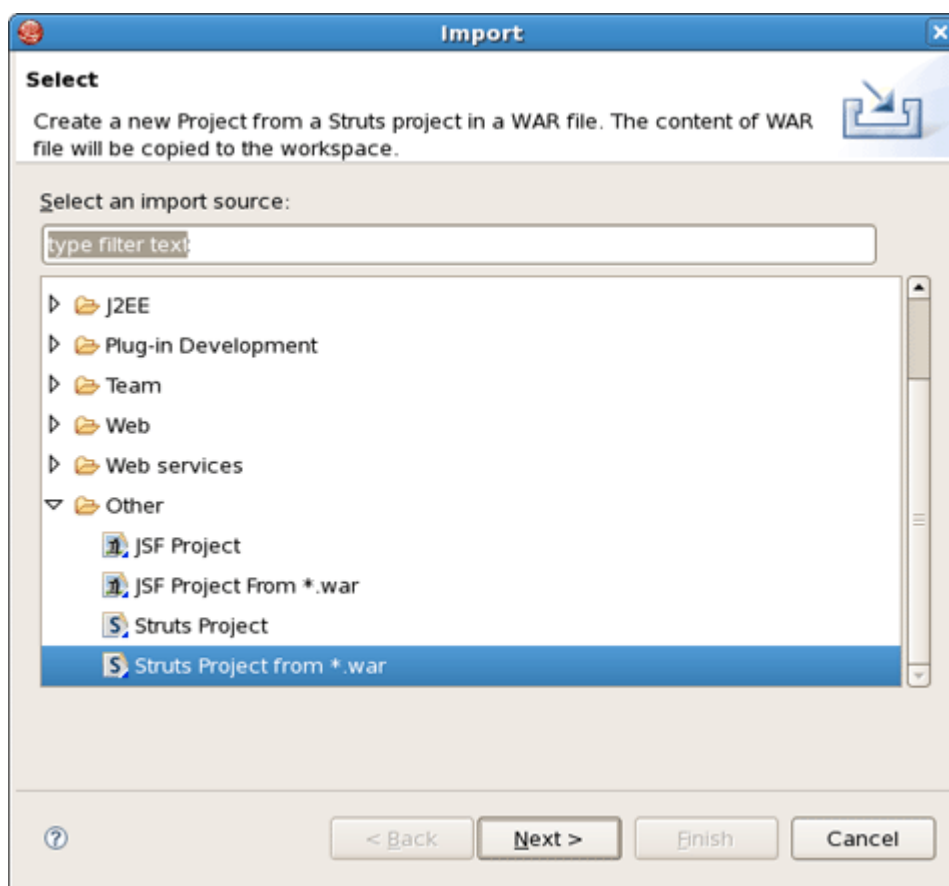 Import
Select
Create a new Project from a Struts project in a WAR file. The content of WAR
file will be copied to the workspace.
Select an import source:
type filter text
J2EE
Plug-in Development
Team
Web
Web services
Other
JSF Project
JSF Project From *.war
Struts Project
Struts Project from *.war
< Back Next > Finish Cancel